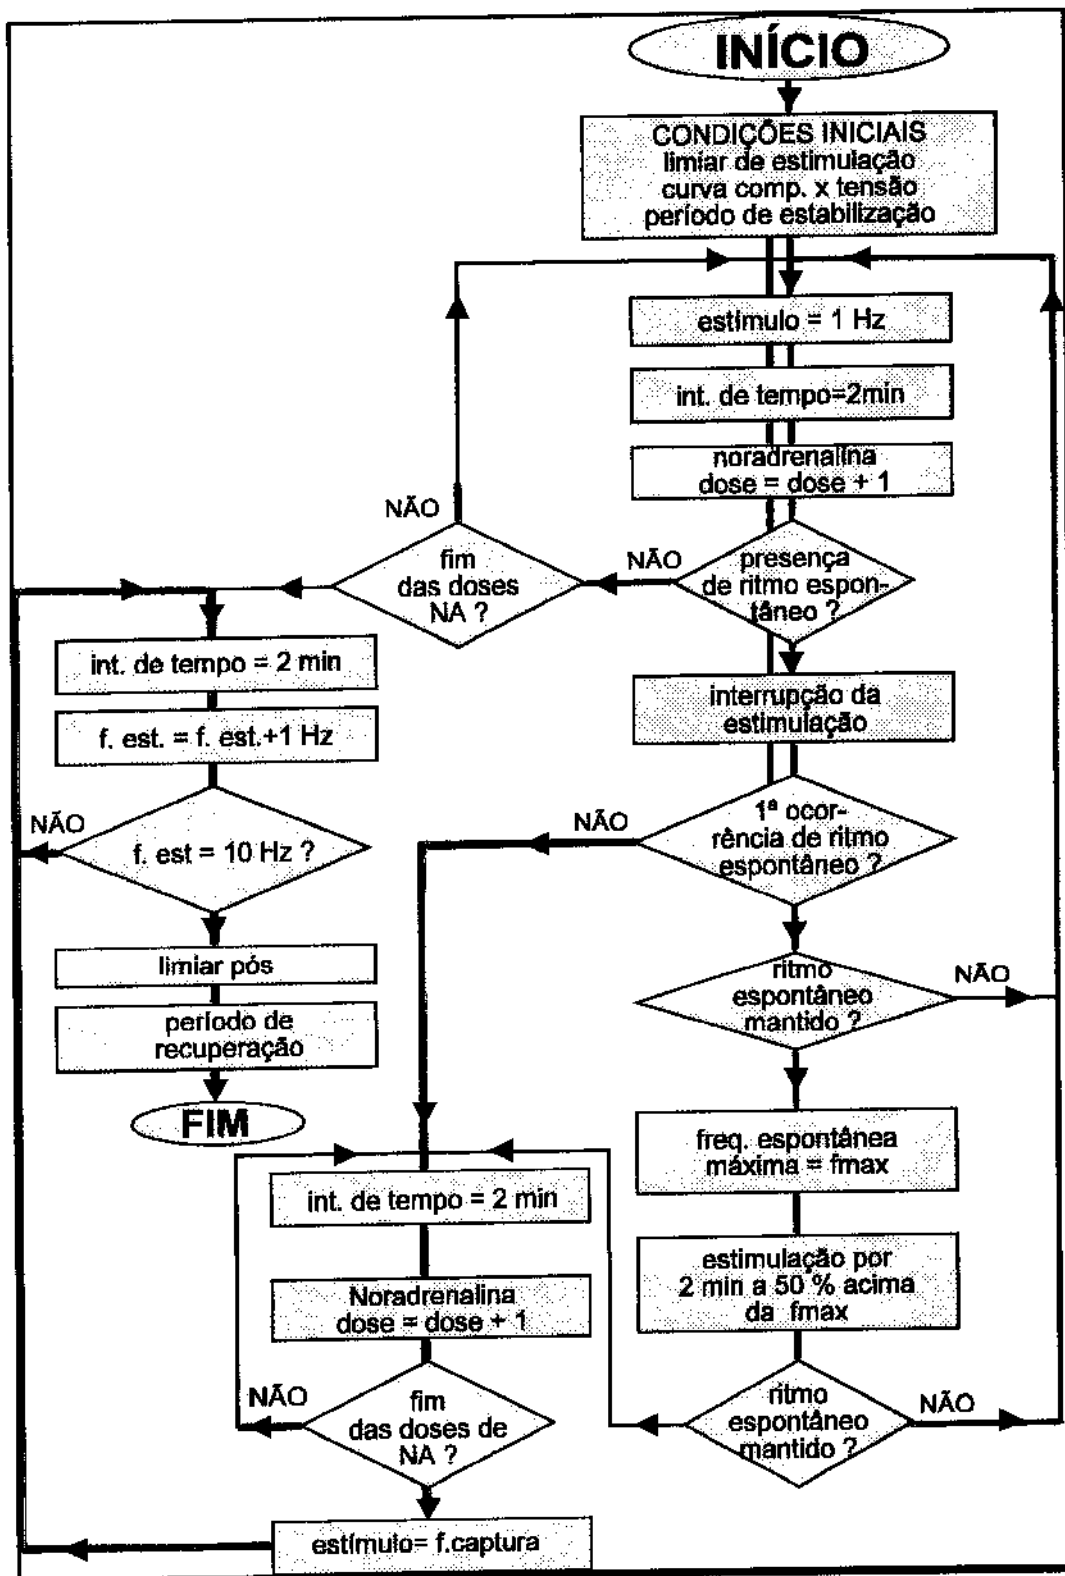 INÍCIO
CONDIÇÕES INICIAIS
limiar de estimulação
curva comp. x tensão
período de estabilização
estímulo = 1 Hz
int. de tempo=2min
noradrenalina
dose = dose + 1
presença
de ritmo espon-
tâneo ?
NÃO
fim
das doses
NA ?
NÃO
int. de tempo = 2 min
f. est. = f. est.+1 Hz
f. est = 10 Hz ?
NÃO
limiar pós
período de
recuperação
FIM
interrupção da
estimulação
1ª ocor-
rência de ritmo
espontâneo ?
NÃO
ritmo
espontâneo
mantido ?
NÃO
freq. espontânea
máxima = fmax
estimulação por
2 min a 50 % acima
da fmax
ritmo
espontâneo
mantido ?
NÃO
int. de tempo = 2 min
Noradrenalina
dose = dose + 1
fim
das doses de
NA ?
NÃO
estímulo= f.captura